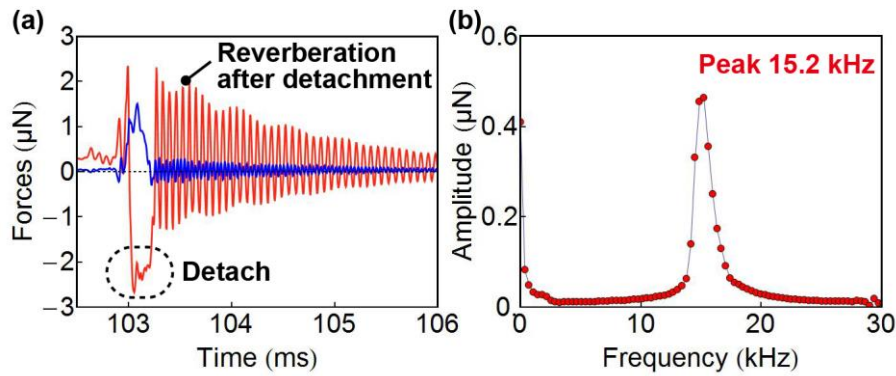 (a)
3
2
1
0
−1
−2
−3
Forces (µN)
Reverberation
after detachment
Detach
103
104
105
106
Time (ms)
(b)
0.6
0.4
0.2
0
Amplitude (µN)
Peak 15.2 kHz
0
10
20
30
Frequency (kHz)